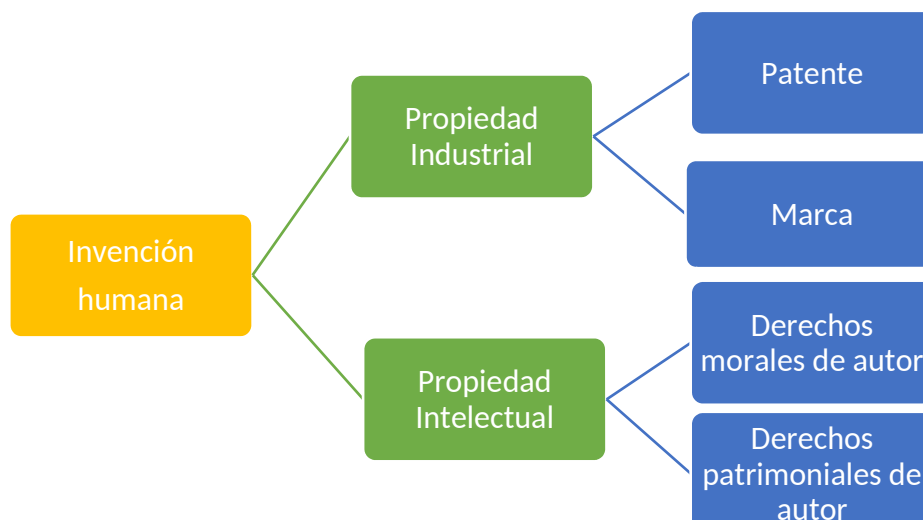 Patente
Propiedad
Industrial
Marca
Invención
humana
Derechos
morales de autor
Propiedad
Intelectual
Derechos
patrimoniales de
autor